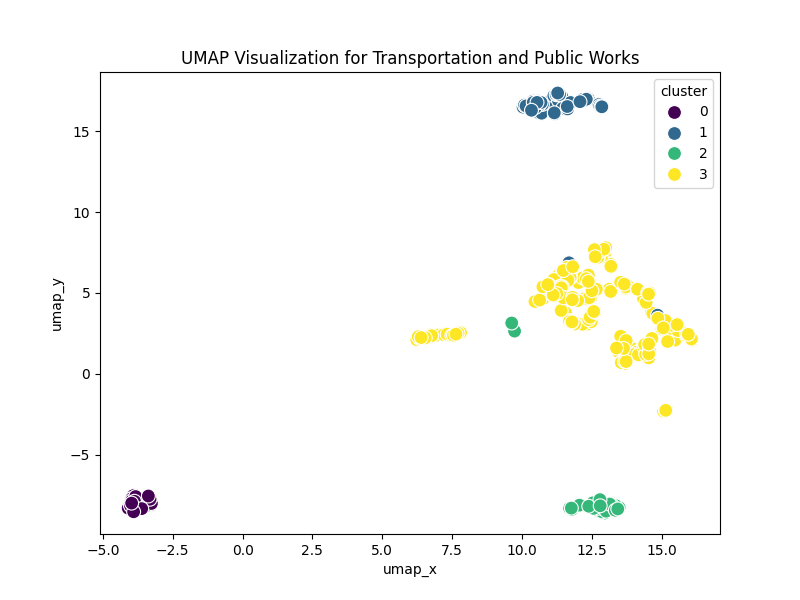 UMAP Visualization for Transportation and Public Works
cluster
0
1
2
3
15
10
5
0
−5
umap_y
−5.0 −2.5 0.0 2.5 5.0 7.5 10.0 12.5 15.0
umap_x